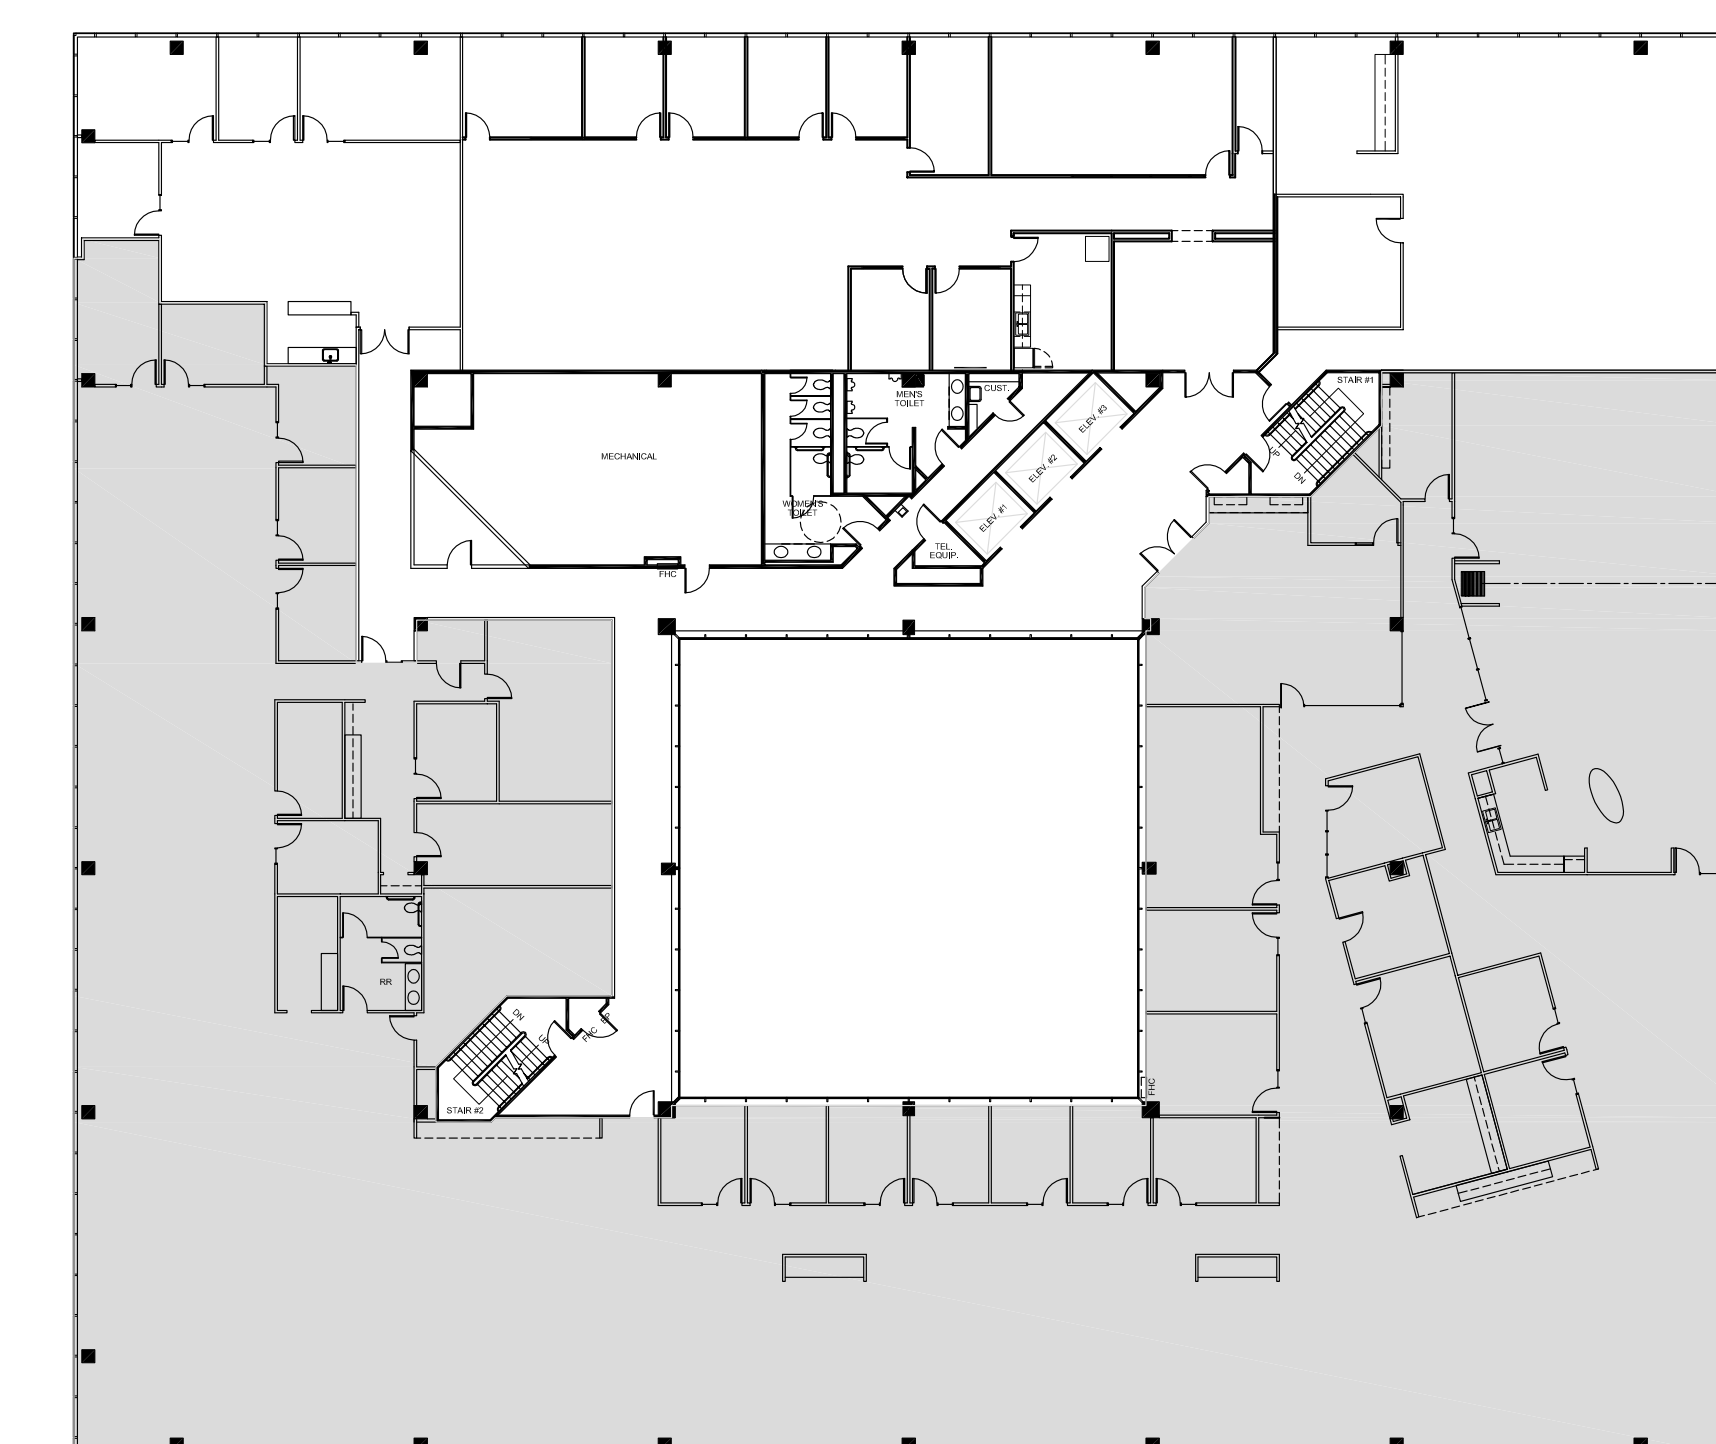 STAIR #1
MEN'S
TOILET
CUST.
ELEV. #3
MECHANICAL
UP
DN
ELEV. #2
WOMEN'S
TOILET
ELEV. #1
TEL.
EQUIP.
FHC
RR
DN
UP
FHC
EP
STAIR #2
FHC